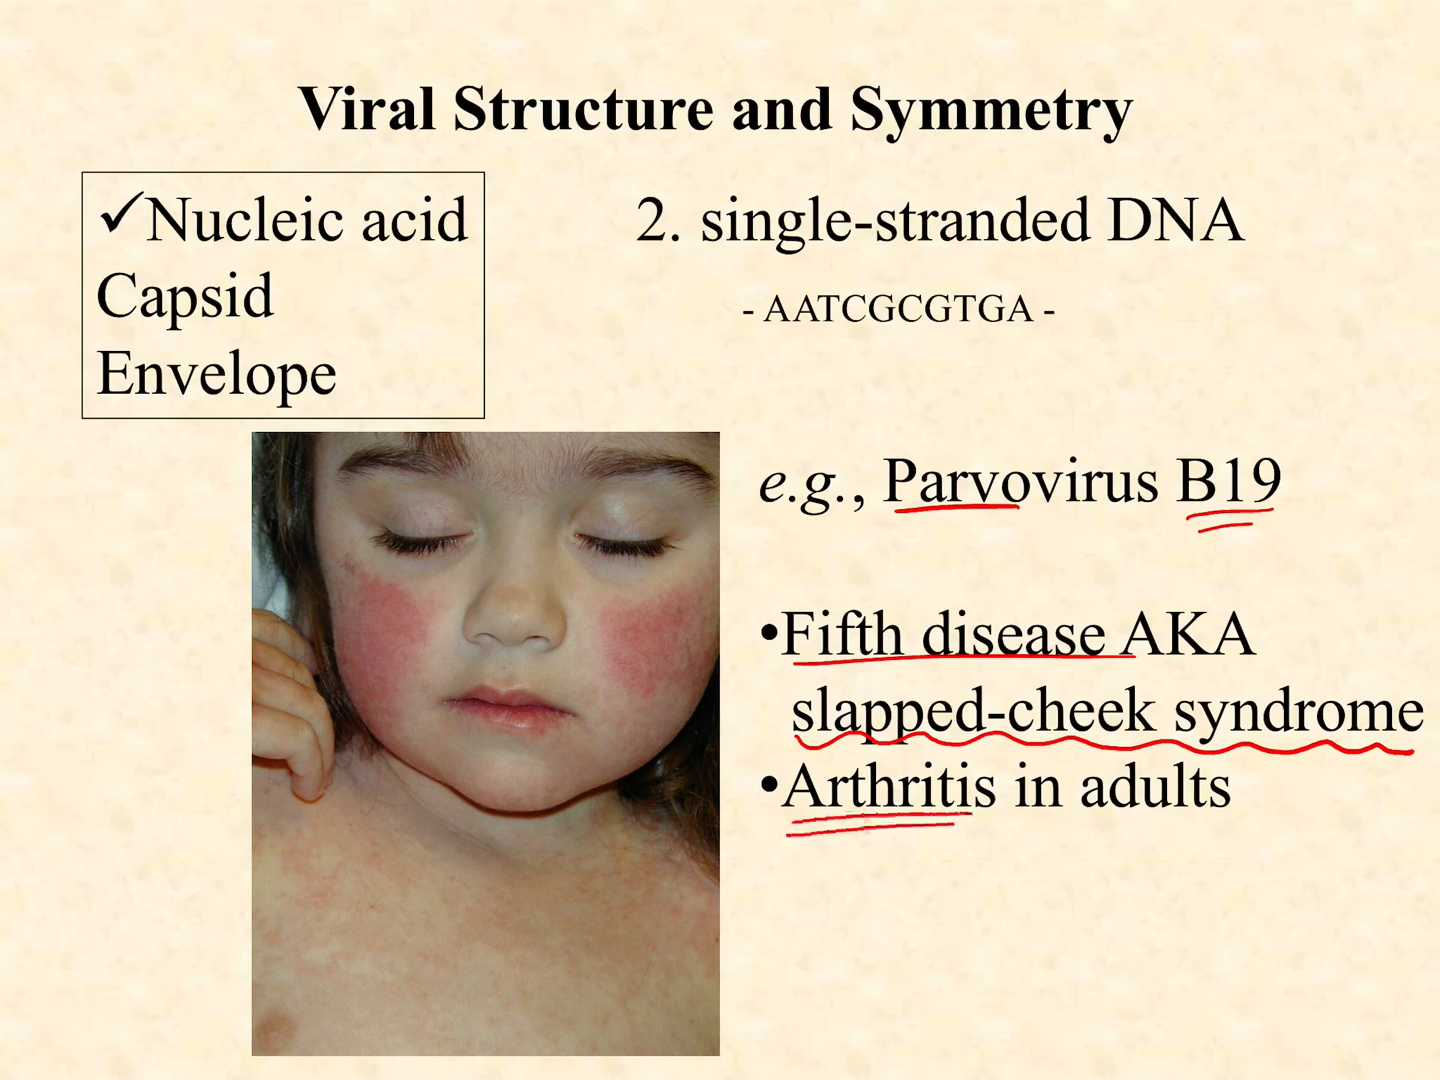 Viral Structure and Symmetry
✓Nucleic acid
Capsid
Envelope
2. single-stranded DNA
- AATCGCGTGA -
e.g., Parvovirus B19
•Fifth disease AKA
slapped-cheek syndrome
•Arthritis in adults